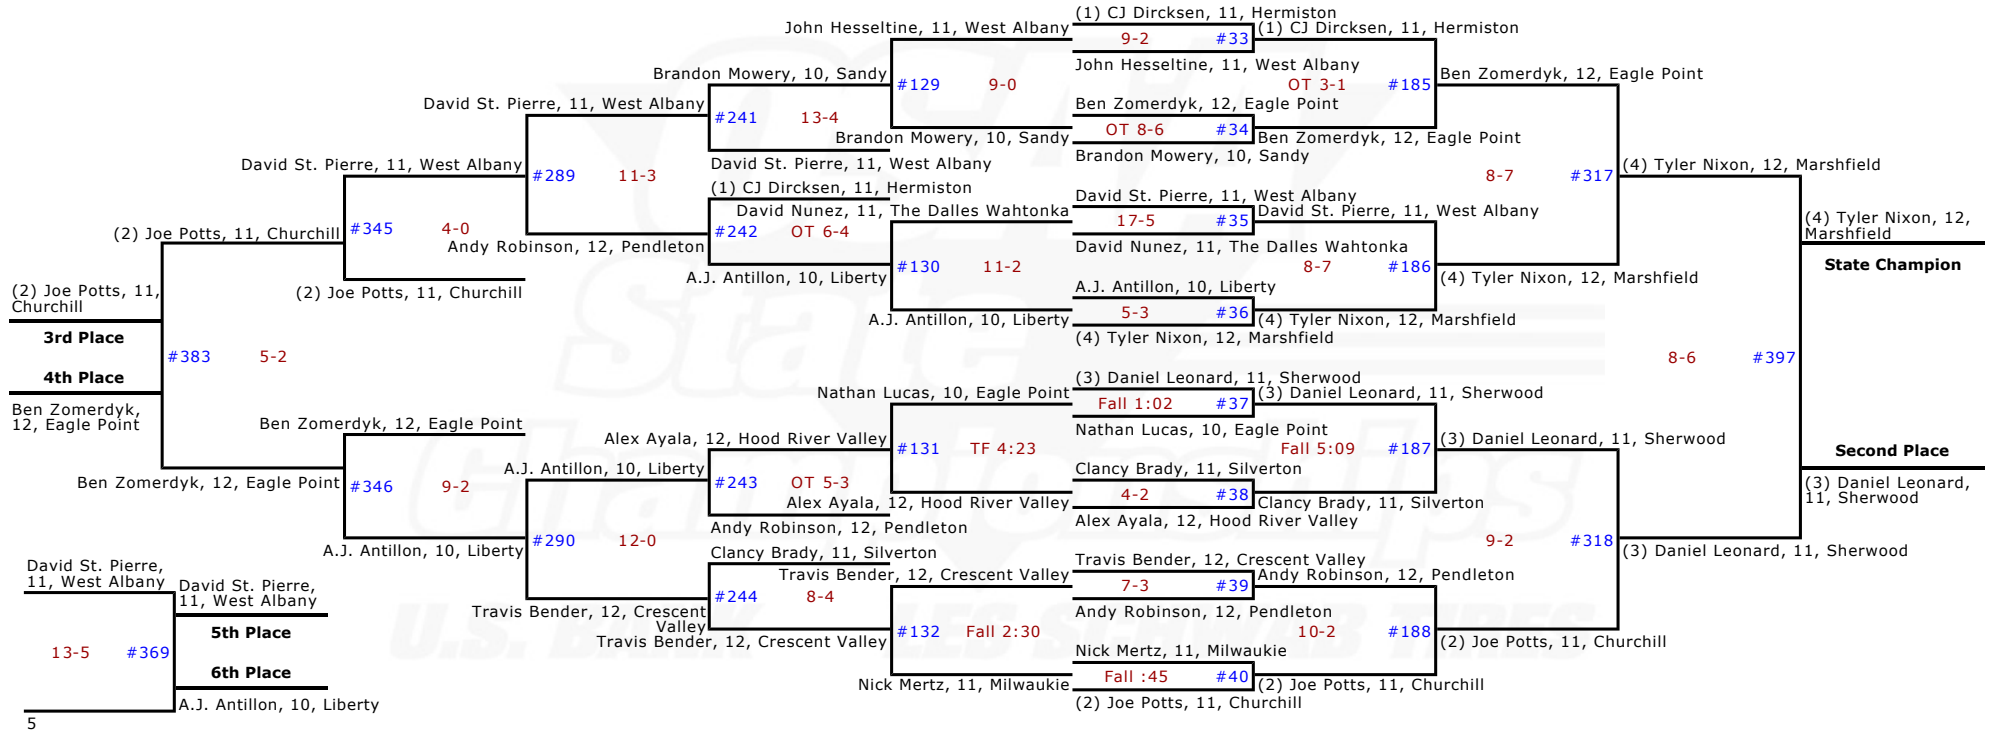 (1) CJ Dircksen, 11, Hermiston
John Hesseltine, 11, West Albany
(1) CJ Dircksen, 11, Hermiston
9-2 #33
John Hesseltine, 11, West Albany
Brandon Mowery, 10, Sandy
Ben Zomerdyk, 12, Eagle Point
#129 9-0
OT 3-1 #185
David St. Pierre, 11, West Albany
Ben Zomerdyk, 12, Eagle Point
#241 13-4
OT 8-6 #34
Brandon Mowery, 10, Sandy
Ben Zomerdyk, 12, Eagle Point
Brandon Mowery, 10, Sandy
David St. Pierre, 11, West Albany
David St. Pierre, 11, West Albany
(4) Tyler Nixon, 12, Marshfield
#289 11-3
8-7 #317
(1) CJ Dircksen, 11, Hermiston
David St. Pierre, 11, West Albany
David Nunez, 11, The Dalles Wahtonka
David St. Pierre, 11, West Albany
17-5 #35
(4) Tyler Nixon, 12,
Marshfield
(2) Joe Potts, 11, Churchill
#345 4-0
#242 OT 6-4
Andy Robinson, 12, Pendleton
David Nunez, 11, The Dalles Wahtonka
State Champion
#130 11-2
8-7 #186
A.J. Antillon, 10, Liberty
(4) Tyler Nixon, 12, Marshfield
(2) Joe Potts, 11,
Churchill
(2) Joe Potts, 11, Churchill
A.J. Antillon, 10, Liberty
5-3 #36
A.J. Antillon, 10, Liberty
(4) Tyler Nixon, 12, Marshfield
3rd Place
(4) Tyler Nixon, 12, Marshfield
#383 5-2
8-6 #397
4th Place
(3) Daniel Leonard, 11, Sherwood
Nathan Lucas, 10, Eagle Point
(3) Daniel Leonard, 11, Sherwood
Fall 1:02 #37
Ben Zomerdyk,
12, Eagle Point
Ben Zomerdyk, 12, Eagle Point
Nathan Lucas, 10, Eagle Point
Alex Ayala, 12, Hood River Valley
(3) Daniel Leonard, 11, Sherwood
#131 TF 4:23
Fall 5:09 #187
Second Place
A.J. Antillon, 10, Liberty
Clancy Brady, 11, Silverton
Ben Zomerdyk, 12, Eagle Point
#346 9-2
#243 OT 5-3
4-2 #38
(3) Daniel Leonard,
11, Sherwood
Alex Ayala, 12, Hood River Valley
Clancy Brady, 11, Silverton
Andy Robinson, 12, Pendleton
Alex Ayala, 12, Hood River Valley
#290 12-0
9-2 #318
A.J. Antillon, 10, Liberty
Clancy Brady, 11, Silverton
(3) Daniel Leonard, 11, Sherwood
Travis Bender, 12, Crescent Valley
Travis Bender, 12, Crescent Valley
Andy Robinson, 12, Pendleton
David St. Pierre,
11, West Albany
David St. Pierre,
11, West Albany
7-3 #39
#244 8-4
Travis Bender, 12, Crescent
Valley
Andy Robinson, 12, Pendleton
5th Place
#132 Fall 2:30
10-2 #188
Travis Bender, 12, Crescent Valley
(2) Joe Potts, 11, Churchill
13-5 #369
Nick Mertz, 11, Milwaukie
6th Place
Fall :45 #40
Nick Mertz, 11, Milwaukie
(2) Joe Potts, 11, Churchill
A.J. Antillon, 10, Liberty
(2) Joe Potts, 11, Churchill
5
OSAA
State
Championships
U.S. BANK LES SCHWAB TIRES